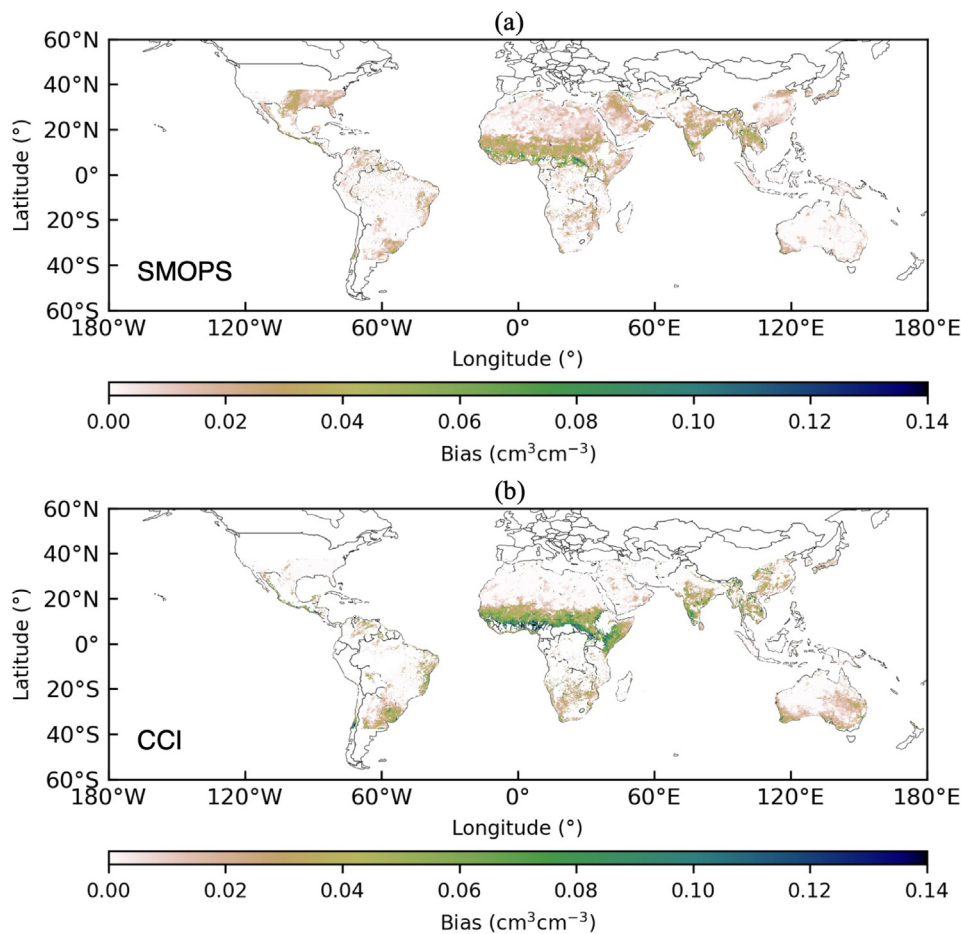 (a)
60°N
40°N
20°N
0°
20°S
40°S
60°S
Latitude (°)
SMOPS
180°W 120°W 60°W 0° 60°E 120°E 180°E
Longitude (°)
0.00 0.02 0.04 0.06 0.08 0.10 0.12 0.14
Bias (cm³cm⁻³)
(b)
60°N
40°N
20°N
0°
20°S
40°S
60°S
Latitude (°)
CCI
180°W 120°W 60°W 0° 60°E 120°E 180°E
Longitude (°)
0.00 0.02 0.04 0.06 0.08 0.10 0.12 0.14
Bias (cm³cm⁻³)